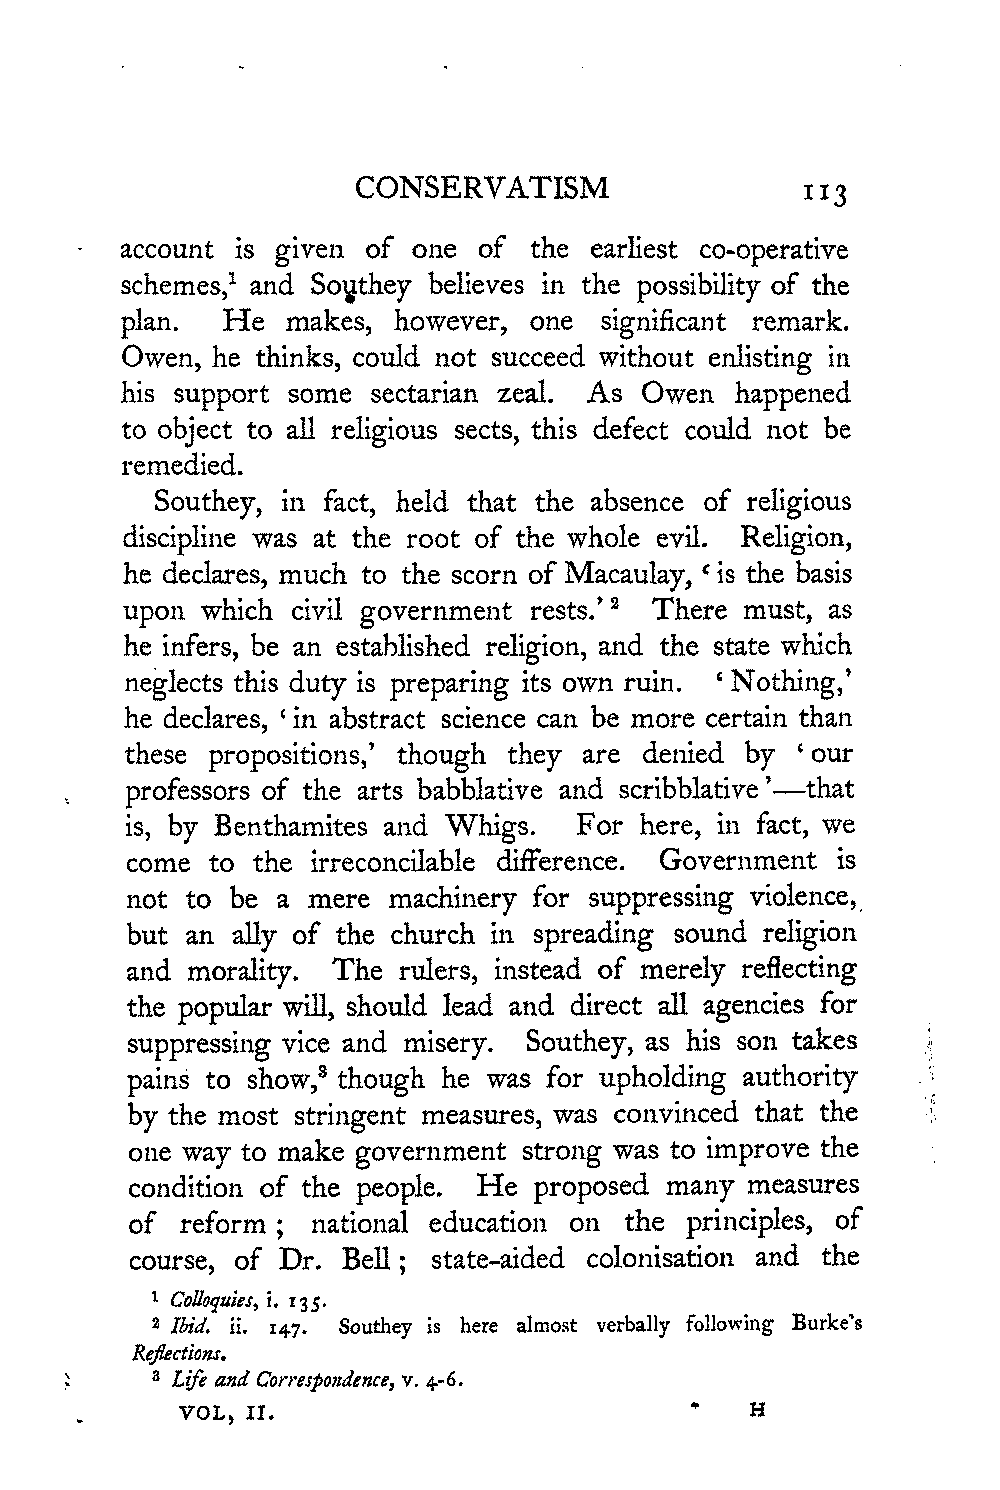 CONSERVATISM 113
account is given of one of the earliest co-operative
schemes,¹ and Southey believes in the possibility of the
plan. He makes, however, one significant remark.
Owen, he thinks, could not succeed without enlisting in
his support some sectarian zeal. As Owen happened
to object to all religious sects, this defect could not be
remedied.
Southey, in fact, held that the absence of religious
discipline was at the root of the whole evil. Religion,
he declares, much to the scorn of Macaulay, ‘is the basis
upon which civil government rests.’ ² There must, as
he infers, be an established religion, and the state which
neglects this duty is preparing its own ruin. ‘Nothing,’
he declares, ‘in abstract science can be more certain than
these propositions,’ though they are denied by ‘our
professors of the arts babblative and scribblative’—that
is, by Benthamites and Whigs. For here, in fact, we
come to the irreconcilable difference. Government is
not to be a mere machinery for suppressing violence,
but an ally of the church in spreading sound religion
and morality. The rulers, instead of merely reflecting
the popular will, should lead and direct all agencies for
suppressing vice and misery. Southey, as his son takes
pains to show,³ though he was for upholding authority
by the most stringent measures, was convinced that the
one way to make government strong was to improve the
condition of the people. He proposed many measures
of reform ; national education on the principles, of
course, of Dr. Bell ; state-aided colonisation and the
¹ Colloquies, i. 135.
² Ibid. ii. 147. Southey is here almost verbally following Burke's
Reflections.
³ Life and Correspondence, v. 4-6.
VOL, II. H